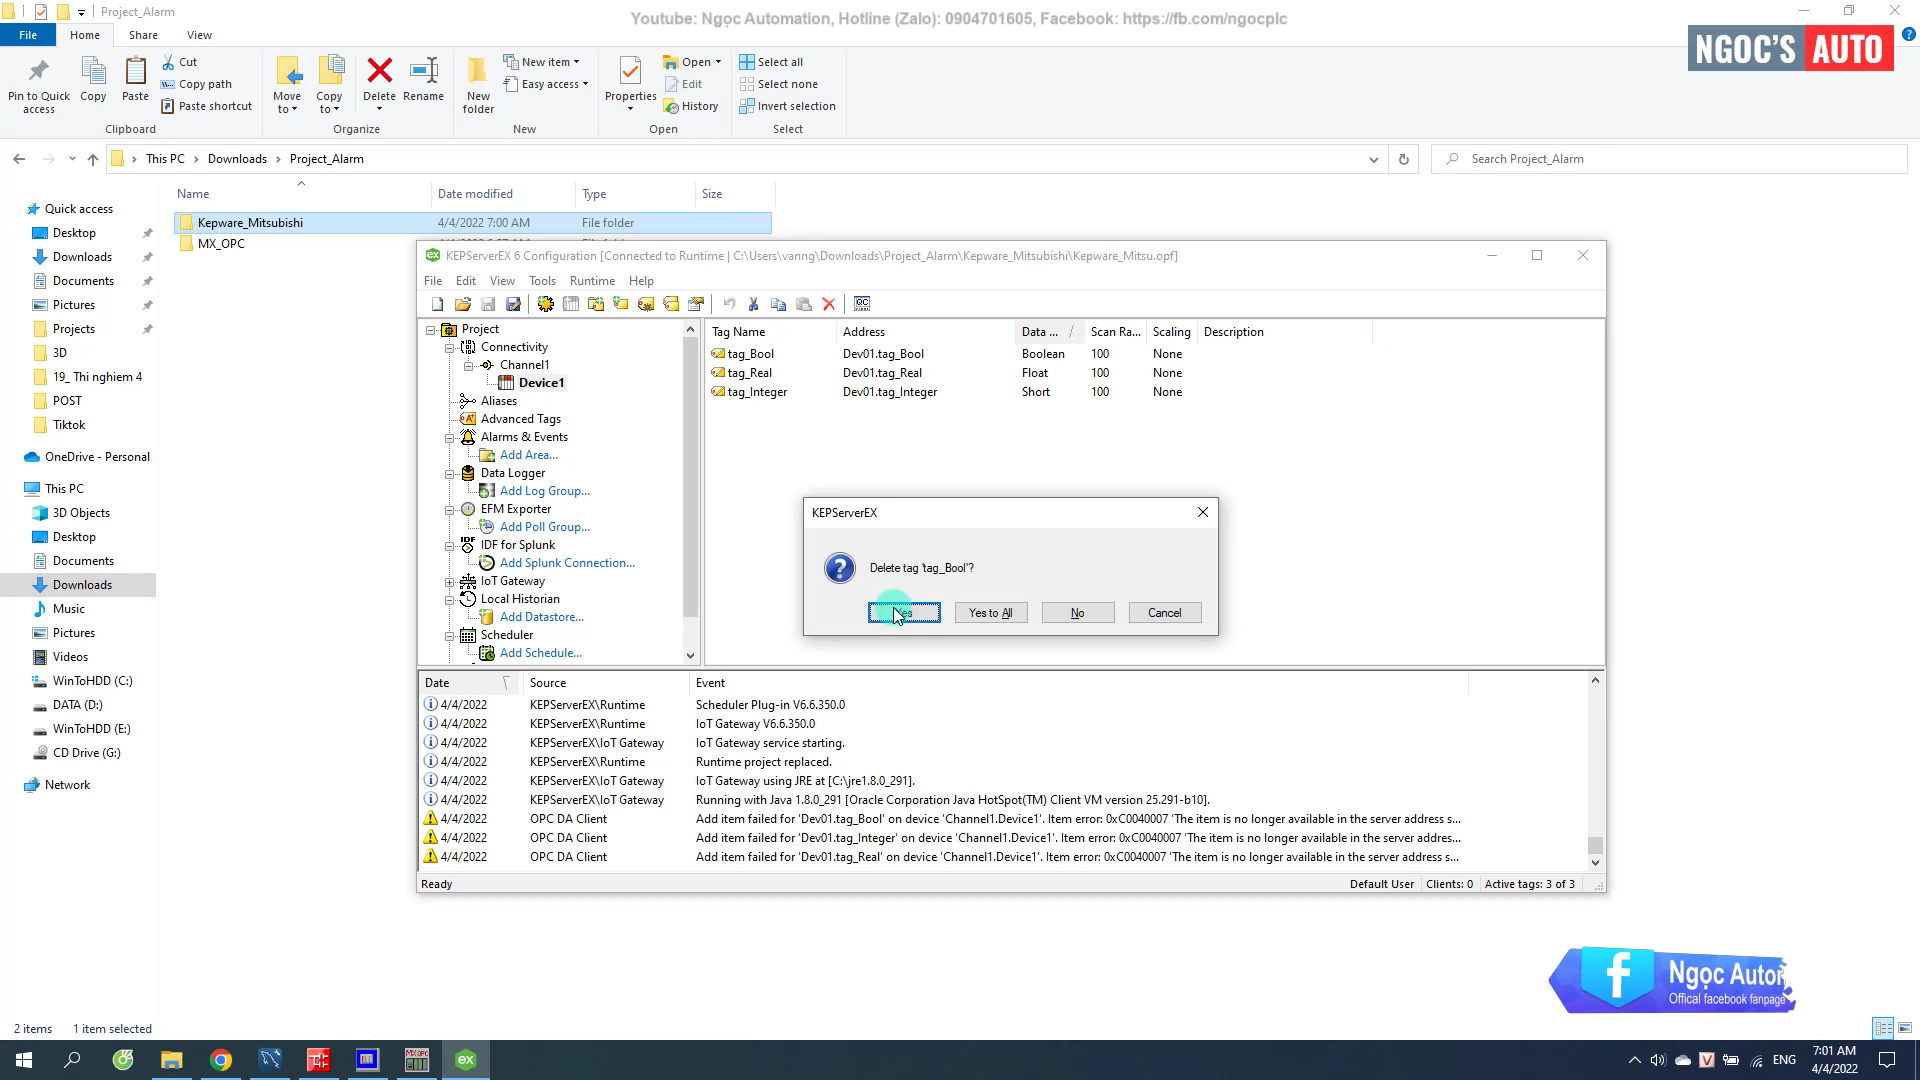 Project_Alarm
Youtube: Ngọc Automation, Hotline (Zalo): 0904701605, Facebook: https://fb.com/ngocplc
File Home Share View
NGOC'S AUTO
Pin to Quick access
Copy
Paste
Cut
Copy path
Paste shortcut
Clipboard
Move to
Copy to
Delete
Rename
Organize
New folder
New item
Easy access
New
Properties
Open
Edit
History
Open
Select all
Select none
Invert selection
Select
This PC > Downloads > Project_Alarm
Search Project_Alarm
Name Date modified Type Size
Kepware_Mitsubishi 4/4/2022 7:00 AM File folder
MX_OPC
Quick access
Desktop
Downloads
Documents
Pictures
Projects
3D
19_ Thi nghiem 4
POST
Tiktok
OneDrive - Personal
This PC
3D Objects
Desktop
Documents
Downloads
Music
Pictures
Videos
WinToHDD (C:)
DATA (D:)
WinToHDD (E:)
CD Drive (G:)
Network
2 items 1 item selected
KEPServerEX 6 Configuration [Connected to Runtime | C:\Users\vanng\Downloads\Project_Alarm\Kepware_Mitsubishi\Kepware_Mitsu.opf]
File Edit View Tools Runtime Help
Project
Connectivity
Channel1
Device1
Aliases
Advanced Tags
Alarms & Events
Add Area...
Data Logger
Add Log Group...
EFM Exporter
Add Poll Group...
IDF for Splunk
Add Splunk Connection...
IoT Gateway
Local Historian
Add Datastore...
Scheduler
Add Schedule...
Tag Name Address Data ... Scan Ra... Scaling Description
tag_Bool Dev01.tag_Bool Boolean 100 None
tag_Real Dev01.tag_Real Float 100 None
tag_Integer Dev01.tag_Integer Short 100 None
KEPServerEX
Delete tag 'tag_Bool'?
Yes Yes to All No Cancel
Date Source Event
4/4/2022 KEPServerEX\Runtime Scheduler Plug-in V6.6.350.0
4/4/2022 KEPServerEX\Runtime IoT Gateway V6.6.350.0
4/4/2022 KEPServerEX\IoT Gateway IoT Gateway service starting.
4/4/2022 KEPServerEX\Runtime Runtime project replaced.
4/4/2022 KEPServerEX\IoT Gateway IoT Gateway using JRE at [C:\jre1.8.0_291].
4/4/2022 KEPServerEX\IoT Gateway Running with Java 1.8.0_291 [Oracle Corporation Java HotSpot(TM) Client VM version 25.291-b10].
4/4/2022 OPC DA Client Add item failed for 'Dev01.tag_Bool' on device 'Channel1.Device1'. Item error: 0xC0040007 'The item is no longer available in the server address s...
4/4/2022 OPC DA Client Add item failed for 'Dev01.tag_Integer' on device 'Channel1.Device1'. Item error: 0xC0040007 'The item is no longer available in the server addres...
4/4/2022 OPC DA Client Add item failed for 'Dev01.tag_Real' on device 'Channel1.Device1'. Item error: 0xC0040007 'The item is no longer available in the server address s...
Ready Default User Clients: 0 Active tags: 3 of 3
Ngọc Autom
Offical facebook fanpage
ENG
7:01 AM
4/4/2022